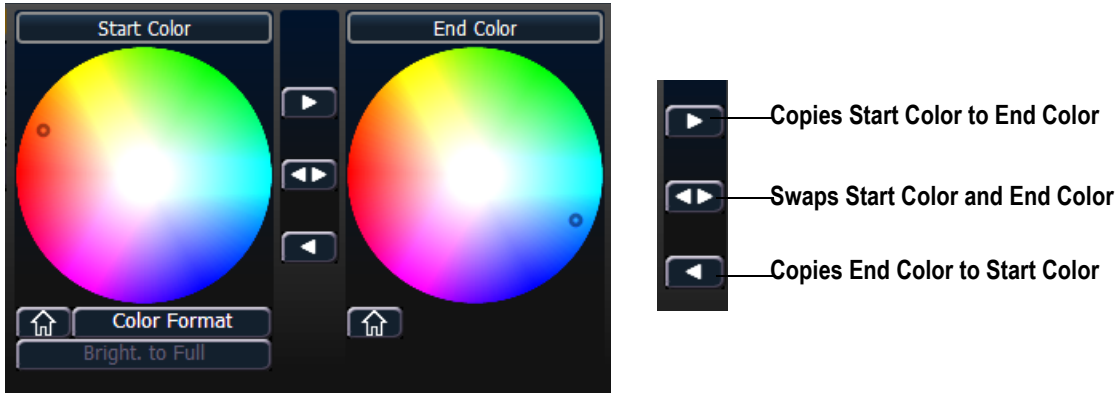 Start Color
End Color
Copies Start Color to End Color
Swaps Start Color and End Color
Copies End Color to Start Color
Color Format
Bright. to Full